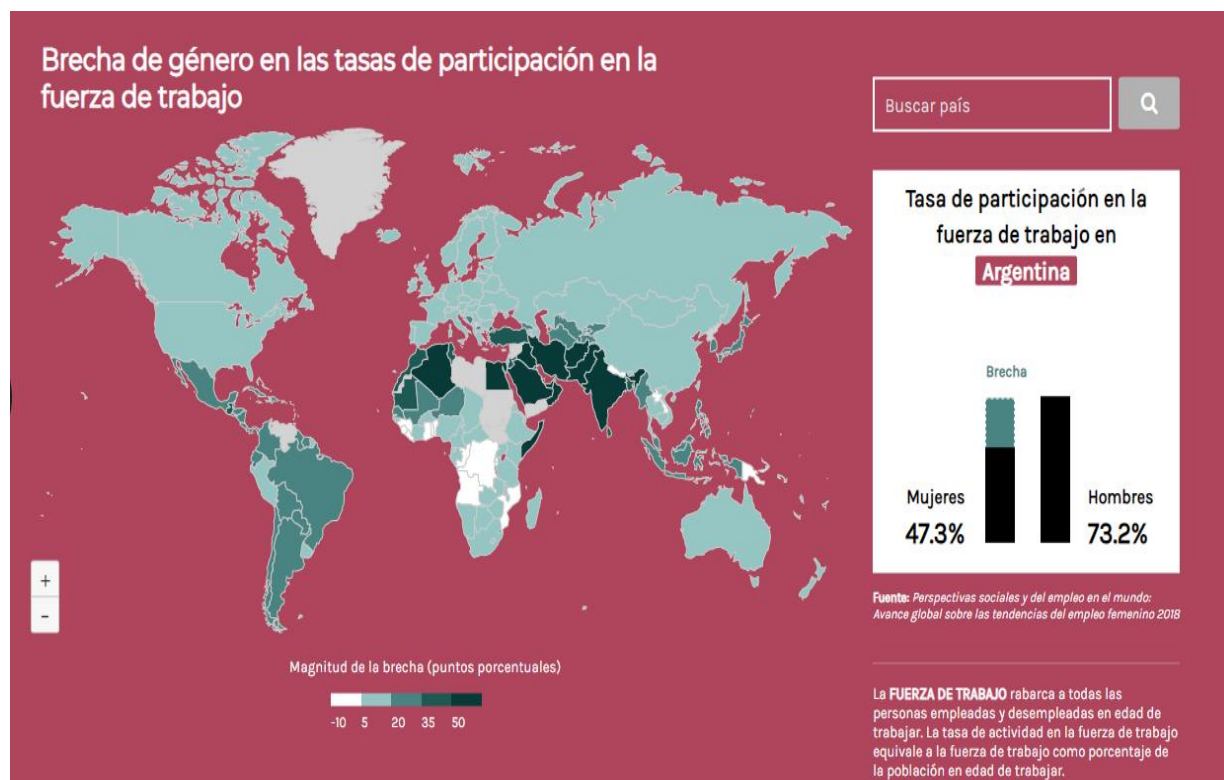 Brecha de género en las tasas de participación en la
fuerza de trabajo
Buscar país
Tasa de participación en la
fuerza de trabajo en
Argentina
Brecha
Mujeres
47.3%
Hombres
73.2%
Fuente: Perspectivas sociales y del empleo en el mundo:
Avance global sobre las tendencias del empleo femenino 2018
+
-
Magnitud de la brecha (puntos porcentuales)
-10 5 20 35 50
La FUERZA DE TRABAJO rabarca a todas las
personas empleadas y desempleadas en edad de
trabajar. La tasa de actividad en la fuerza de trabajo
equivale a la fuerza de trabajo como porcentaje de
la población en edad de trabajar.